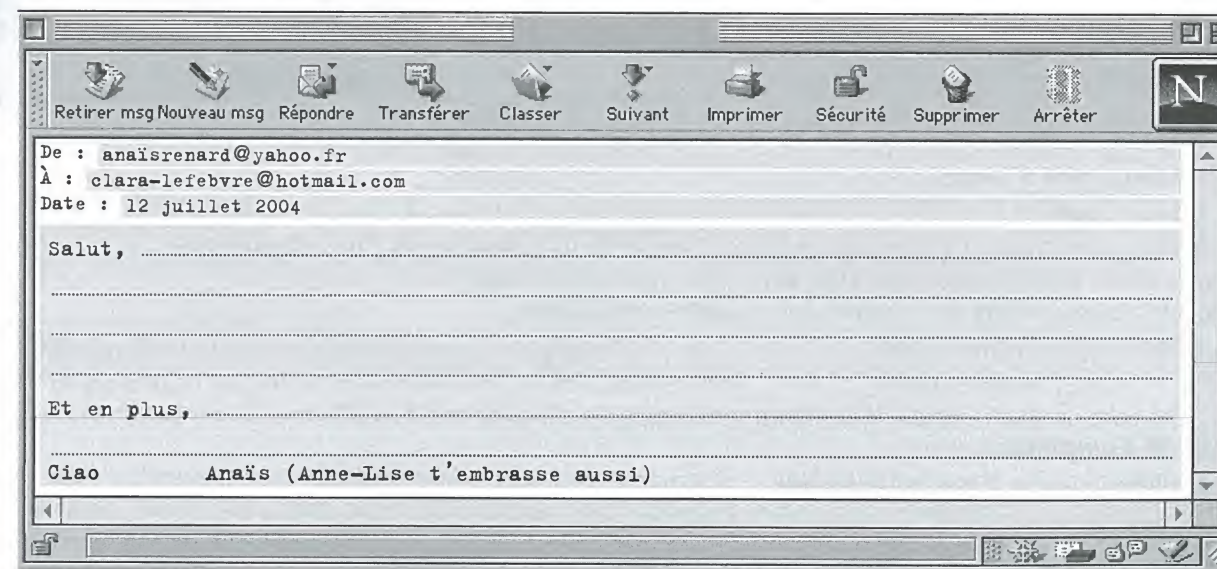 Retirer msg Nouveau msg Répondre Transférer Classer Suivant Imprimer Sécurité Supprimer Arrêter N
De : anaïsrenard@yahoo.fr
À : clara-lefebvre@hotmail.com
Date : 12 juillet 2004
Salut,
Et en plus,
Ciao Anaïs (Anne-Lise t'embrasse aussi)